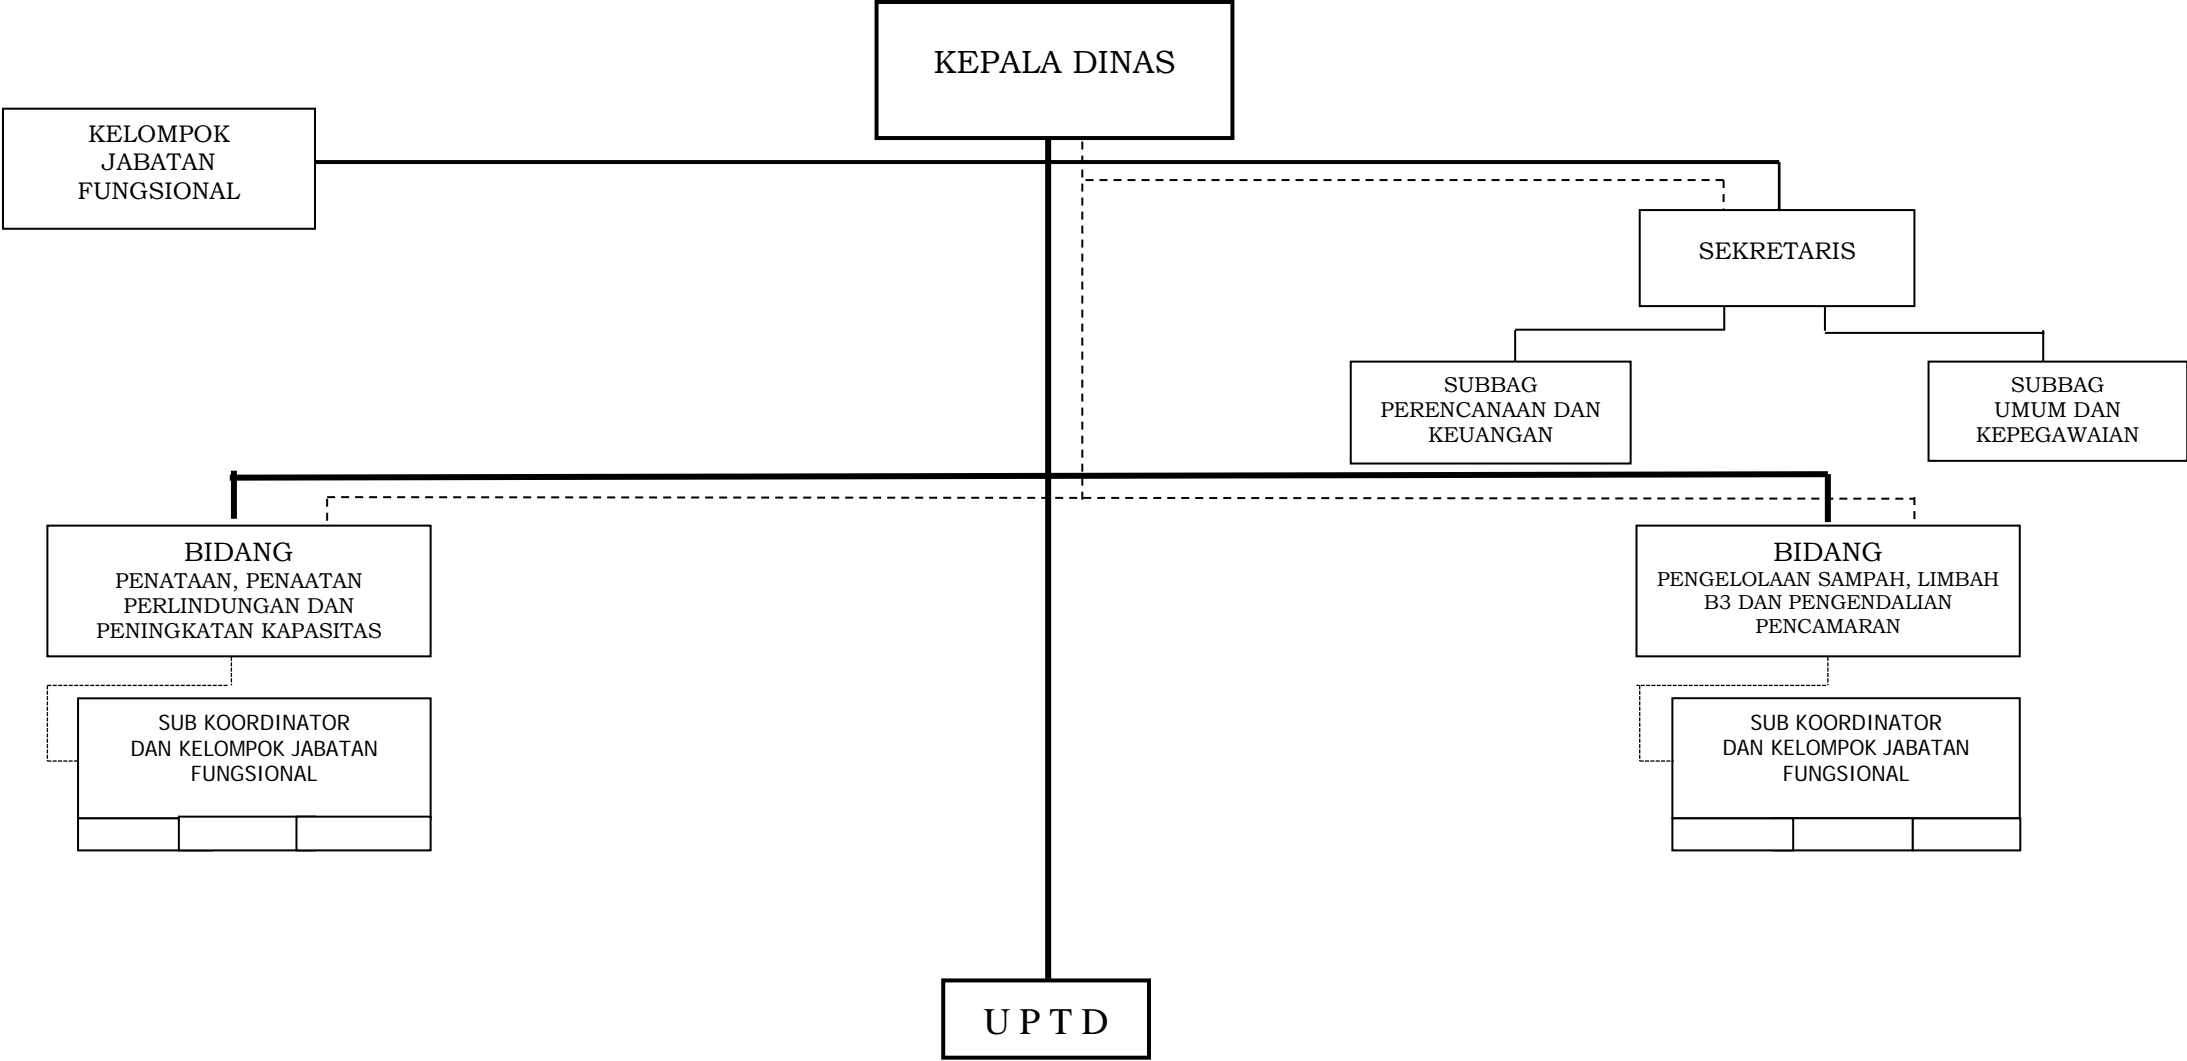 KEPALA DINAS
KELOMPOK
JABATAN
FUNGSIONAL
SEKRETARIS
SUBBAG
PERENCANAAN DAN
KEUANGAN
SUBBAG
UMUM DAN
KEPEGAWAIAN
BIDANG
PENATAAN, PENAATAN
PERLINDUNGAN DAN
PENINGKATAN KAPASITAS
BIDANG
PENGELOLAAN SAMPAH, LIMBAH
B3 DAN PENGENDALIAN
PENCAMARAN
SUB KOORDINATOR
DAN KELOMPOK JABATAN
FUNGSIONAL
SUB KOORDINATOR
DAN KELOMPOK JABATAN
FUNGSIONAL
U P T D